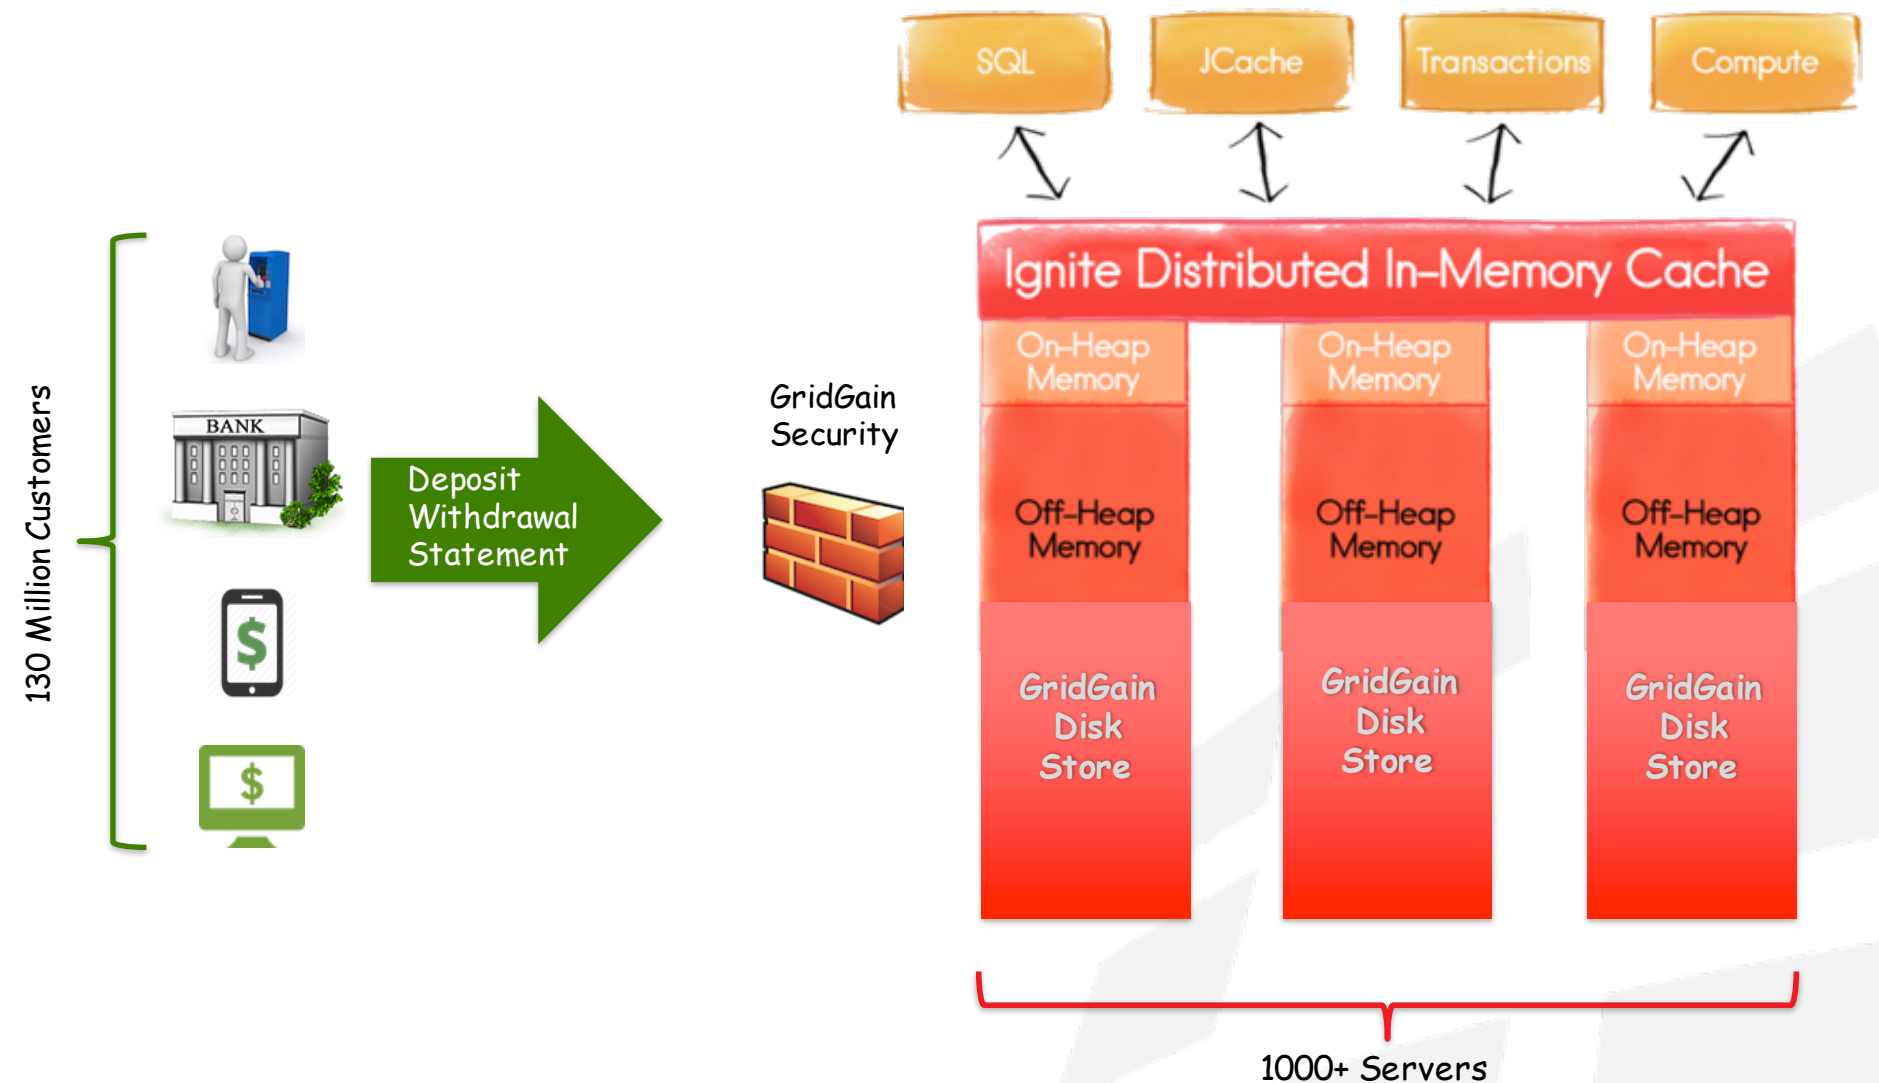 SQL
JCache
Transactions
Compute
Ignite Distributed In-Memory Cache
On-Heap
Memory
On-Heap
Memory
On-Heap
Memory
Off-Heap
Memory
Off-Heap
Memory
Off-Heap
Memory
GridGain
Disk
Store
GridGain
Disk
Store
GridGain
Disk
Store
1000+ Servers
GridGain
Security
Deposit
Withdrawal
Statement
130 Million Customers
BANK
$
$